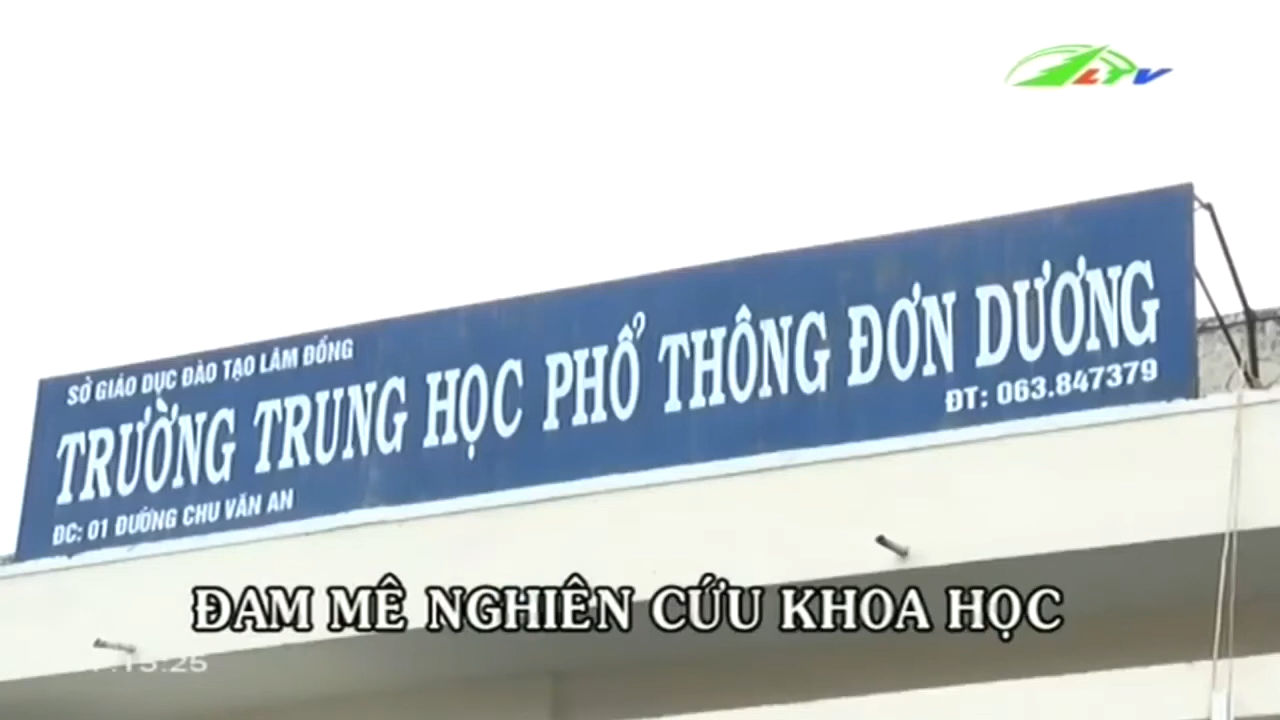 LTV
SỞ GIÁO DỤC ĐÀO TẠO LÂM ĐỒNG
TRƯỜNG TRUNG HỌC PHỔ THÔNG ĐƠN DƯƠNG
ĐT: 063.847379
ĐC: 01 ĐƯỜNG CHU VĂN AN
ĐAM MÊ NGHIÊN CỨU KHOA HỌC